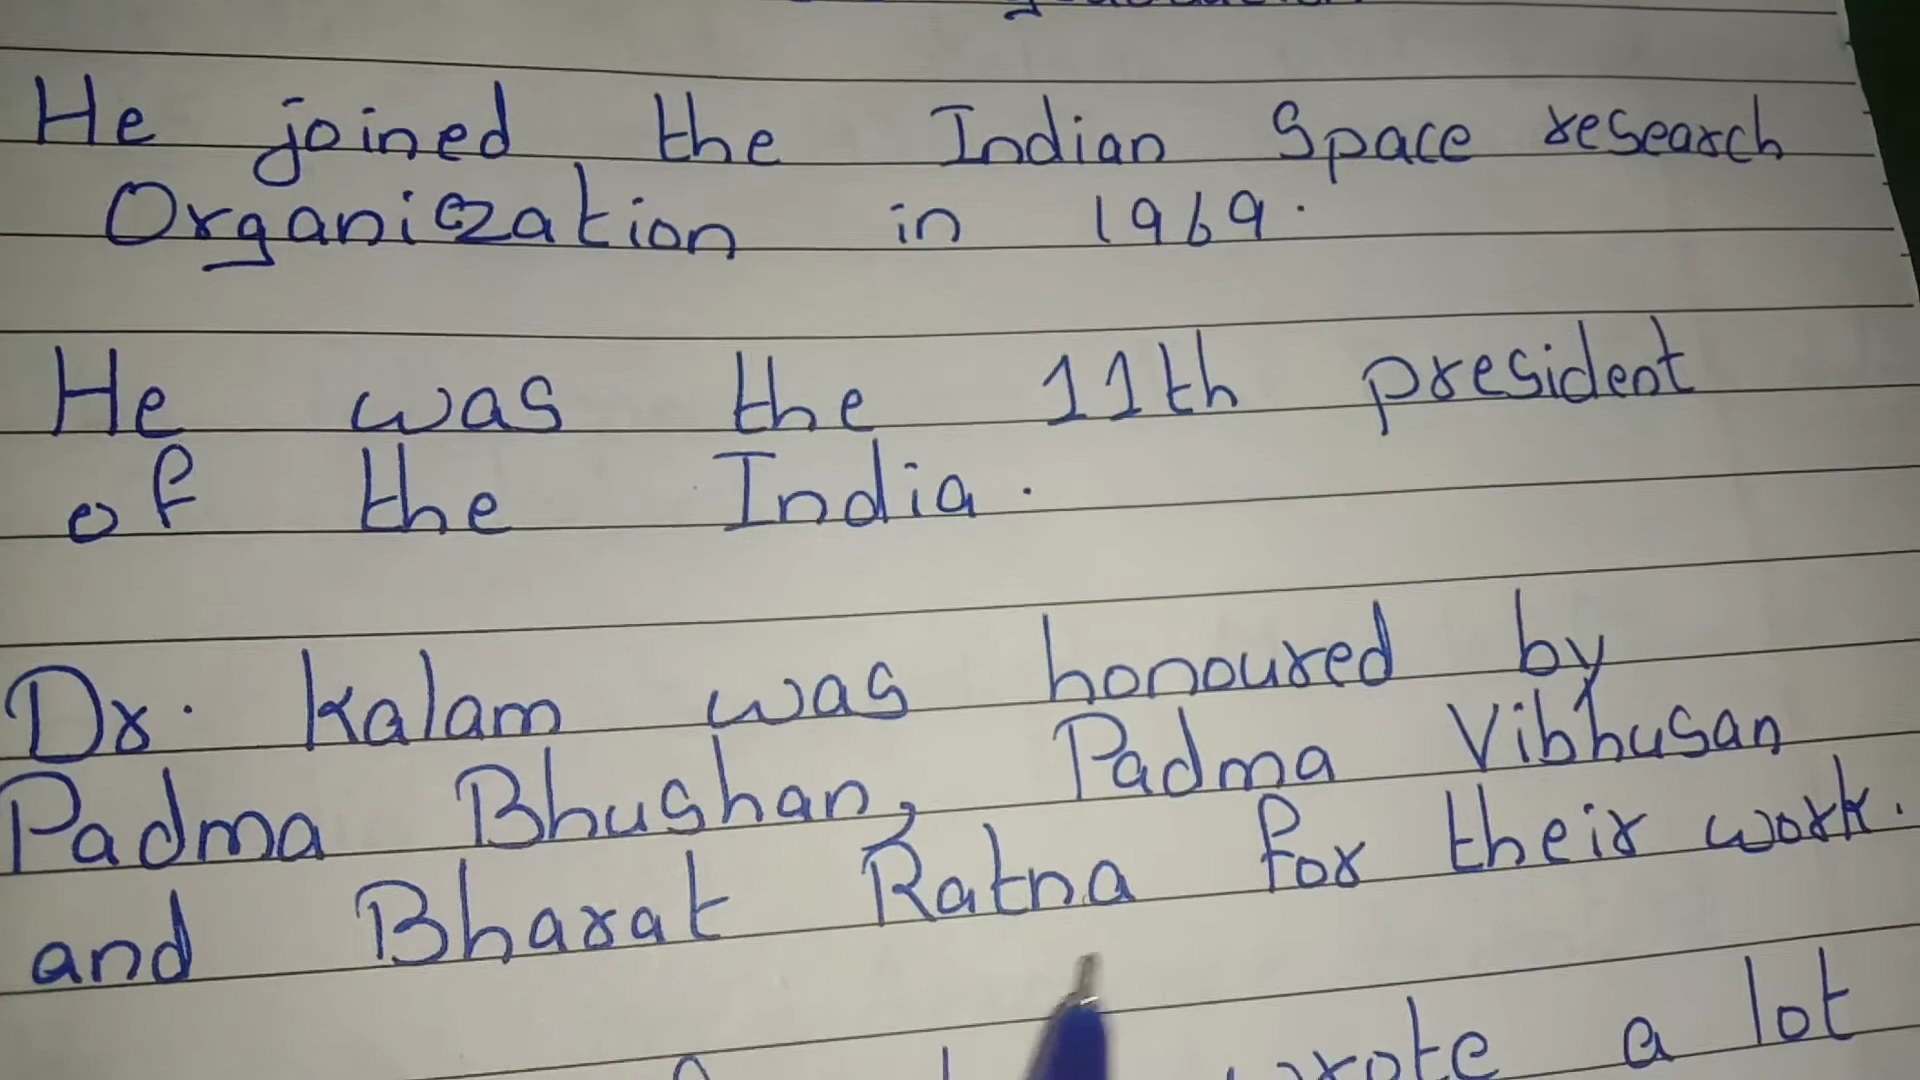 He joined the Indian Space research
Organization in 1969.
He was the 11th president
of the India.
Dr. Kalam was honoured by
Padma Bhushan, Padma Vibhusan
and Bharat Ratna for their work.
wrote a lot